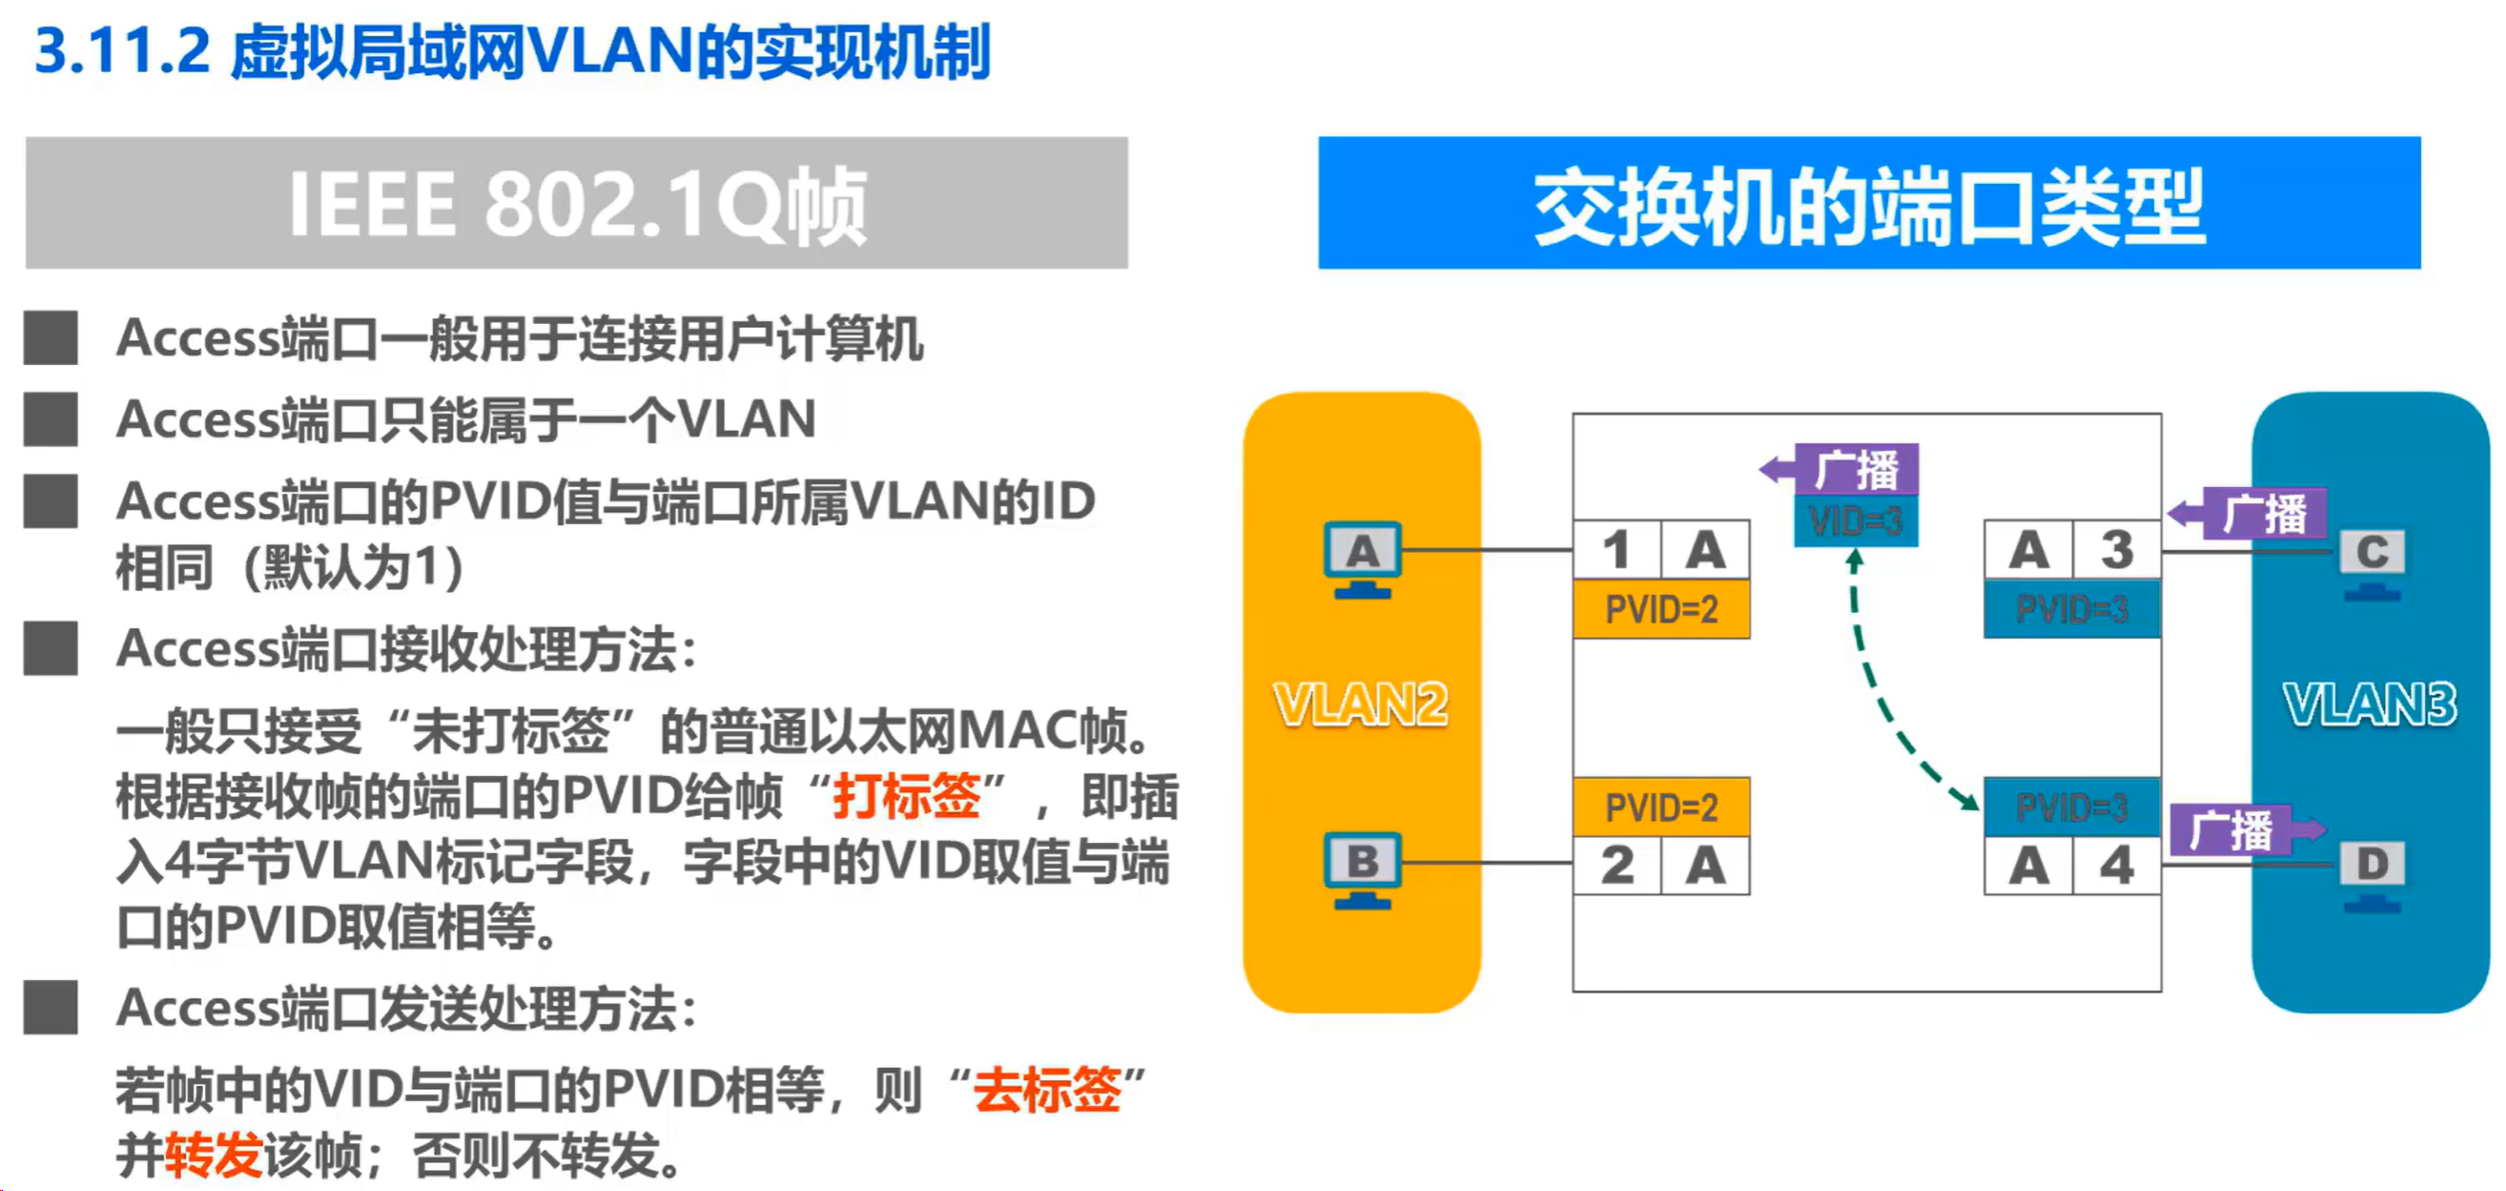 3.11.2 虚拟局域网VLAN的实现机制
IEEE 802.1Q帧
交换机的端口类型
Access端口一般用于连接用户计算机
Access端口只能属于一个VLAN
Access端口的PVID值与端口所属VLAN的ID
相同（默认为1）
Access端口接收处理方法：
一般只接受“未打标签”的普通以太网MAC帧。
根据接收帧的端口的PVID给帧“打标签”，即插
入4字节VLAN标记字段，字段中的VID取值与端
口的PVID取值相等。
Access端口发送处理方法：
若帧中的VID与端口的PVID相等，则“去标签”
并转发该帧；否则不转发。
广播
VID=3
广播
A
1 A
PVID=2
A 3
PVID=3
C
VLAN2
VLAN3
PVID=2
2 A
B
PVID=3
A 4
广播
D